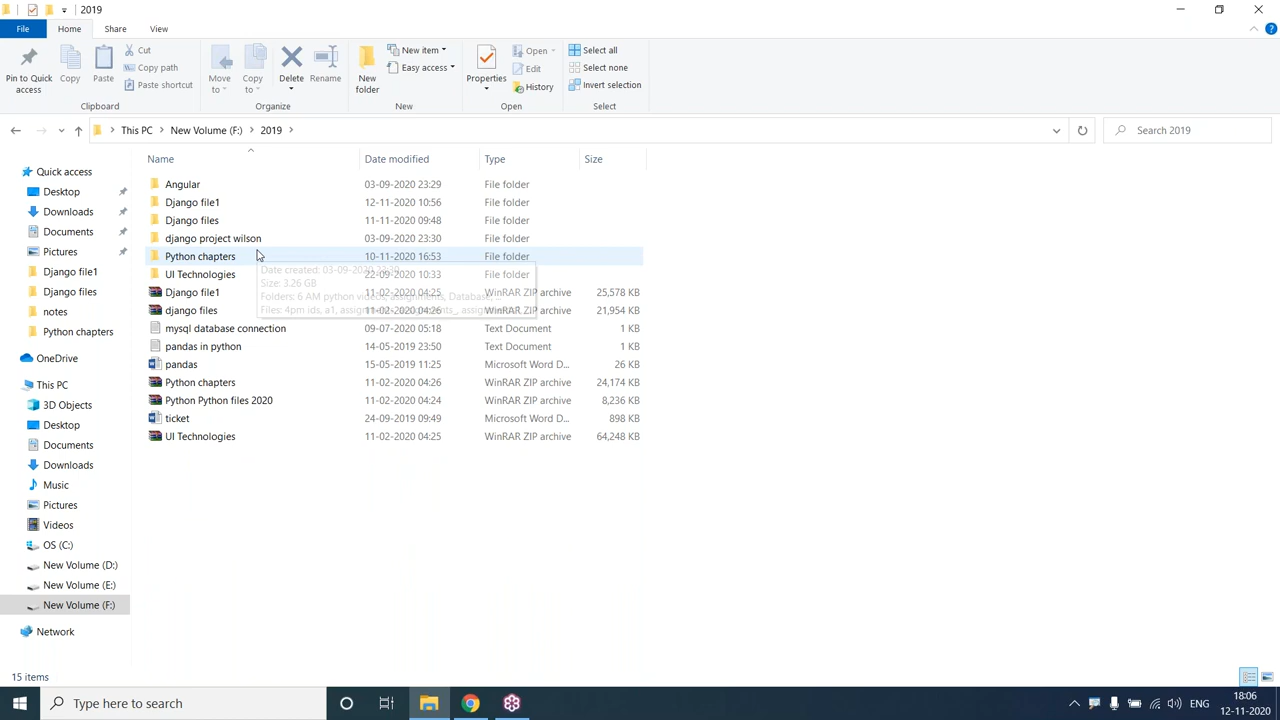 2019
File Home Share View
Pin to Quick access
Copy
Paste
Cut
Copy path
Paste shortcut
Clipboard
Move to
Copy to
Delete
Rename
Organize
New folder
New item
Easy access
New
Properties
Open
Edit
History
Open
Select all
Select none
Invert selection
Select
This PC New Volume (F:) 2019
Search 2019
Name Date modified Type Size
Quick access
Desktop
Downloads
Documents
Pictures
Django file1
Django files
notes
Python chapters
OneDrive
This PC
3D Objects
Desktop
Documents
Downloads
Music
Pictures
Videos
OS (C:)
New Volume (D:)
New Volume (E:)
New Volume (F:)
Network
Angular 03-09-2020 23:29 File folder
Django file1 12-11-2020 10:56 File folder
Django files 11-11-2020 09:48 File folder
django project wilson 03-09-2020 23:30 File folder
Python chapters 10-11-2020 16:53 File folder
UI Technologies 22-09-2020 10:33 File folder
Django file1 11-02-2020 04:25 WinRAR ZIP archive 25,578 KB
django files 11-02-2020 04:26 WinRAR ZIP archive 21,954 KB
mysql database connection 09-07-2020 05:18 Text Document 1 KB
pandas in python 14-05-2019 23:50 Text Document 1 KB
pandas 15-05-2019 11:25 Microsoft Word D... 26 KB
Python chapters 11-02-2020 04:26 WinRAR ZIP archive 24,174 KB
Python Python files 2020 11-02-2020 04:24 WinRAR ZIP archive 8,236 KB
ticket 24-09-2019 09:49 Microsoft Word D... 898 KB
UI Technologies 11-02-2020 04:25 WinRAR ZIP archive 64,248 KB
Date created: 03-09-2020
Size: 3.26 GB
Folders: 6 AM python videos, assignments, Database, ...
Files: 4pm ids, a1,
15 items
Type here to search
ENG
18:06
12-11-2020